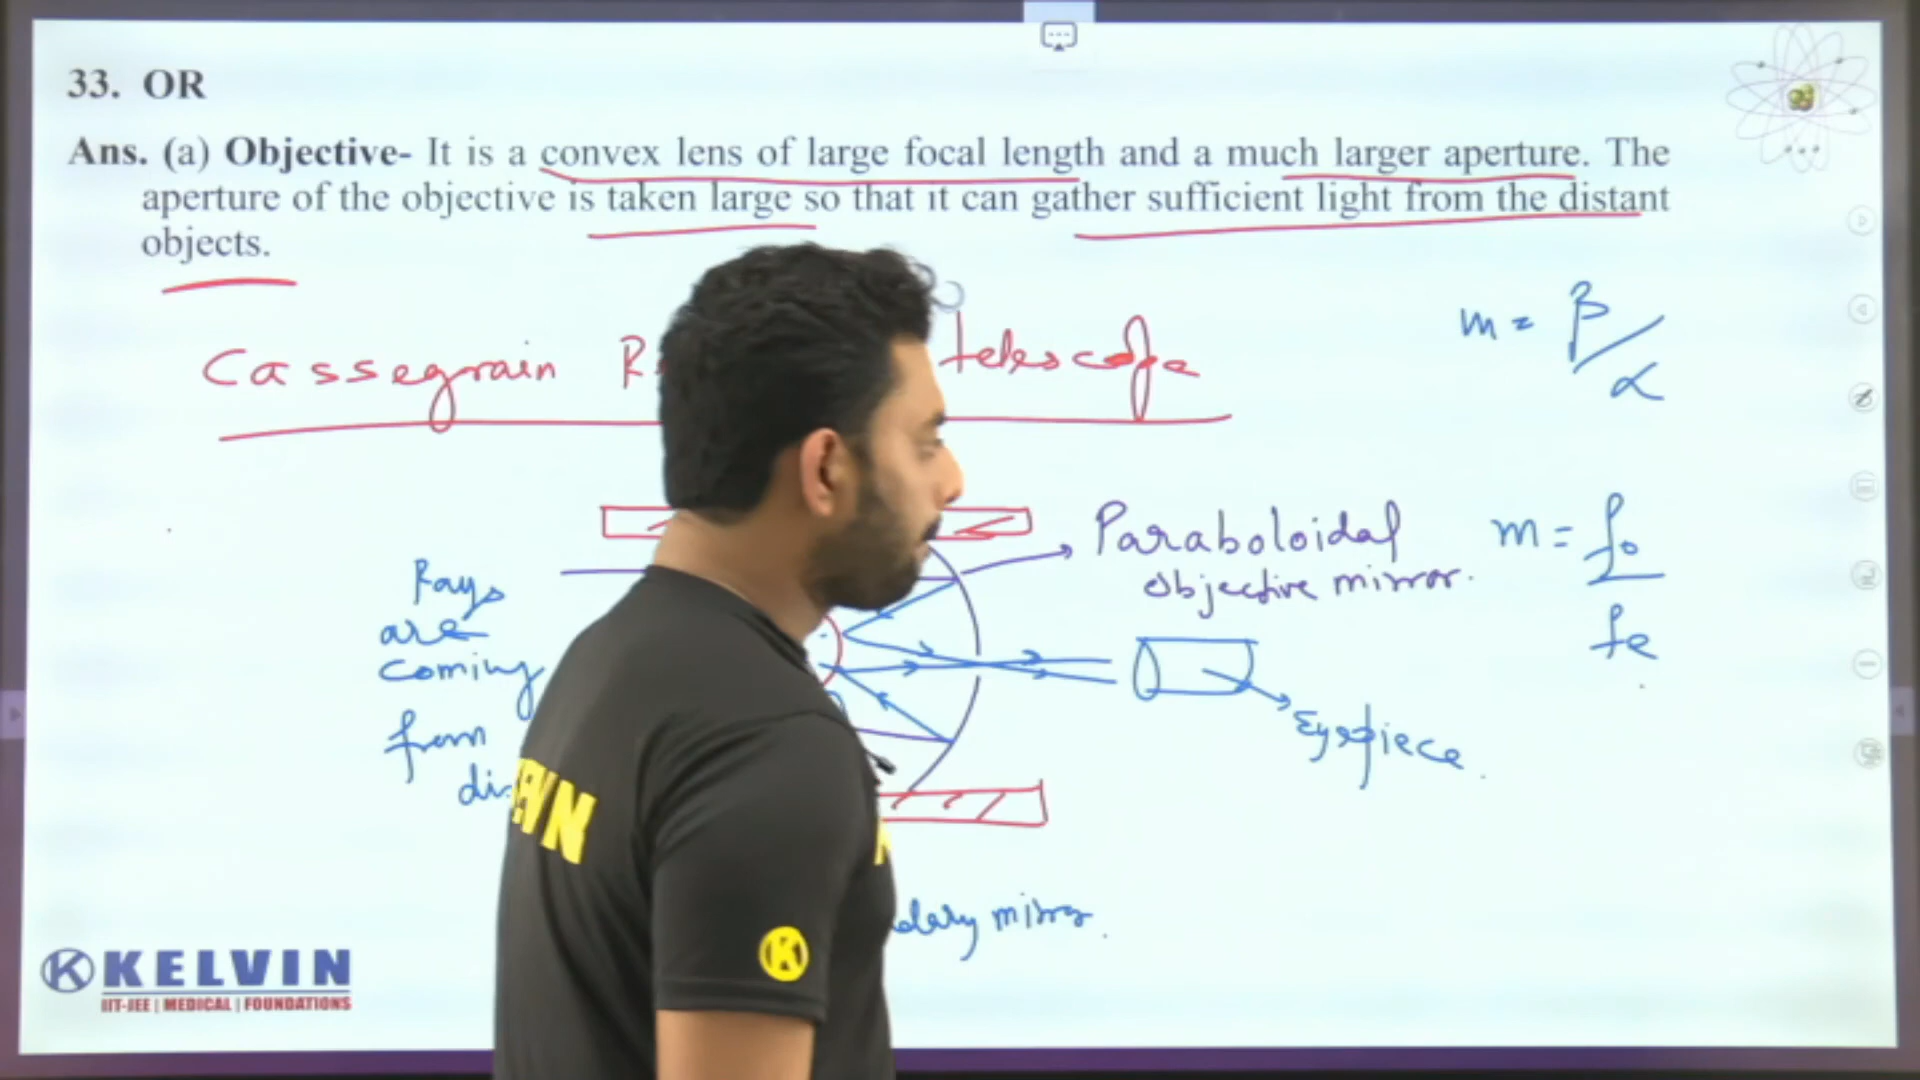 33. OR
Ans. (a) Objective- It is a convex lens of large focal length and a much larger aperture. The
aperture of the objective is taken large so that it can gather sufficient light from the distant
objects.
m = β/α
Cassegrain telescope
Paraboloidal
objective mirror.
m = fo
fe
Rays
are
coming
from
Eyepiece.
mirror.
KELVIN
IIT-JEE | MEDICAL | FOUNDATIONS
K